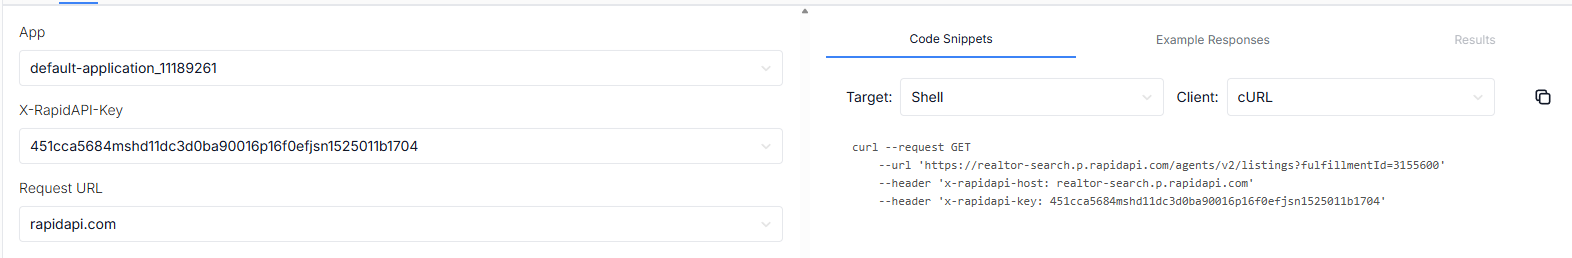 App
default-application_11189261
X-RapidAPI-Key
451cca5684mshd11dc3d0ba90016p16f0efjsn1525011b1704
Request URL
rapidapi.com
Code Snippets
Example Responses
Results
Target:
Shell
Client:
cURL
curl --request GET
--url 'https://realtor-search.p.rapidapi.com/agents/v2/listings?fulfillmentId=3155600'
--header 'x-rapidapi-host: realtor-search.p.rapidapi.com'
--header 'x-rapidapi-key: 451cca5684mshd11dc3d0ba90016p16f0efjsn1525011b1704'